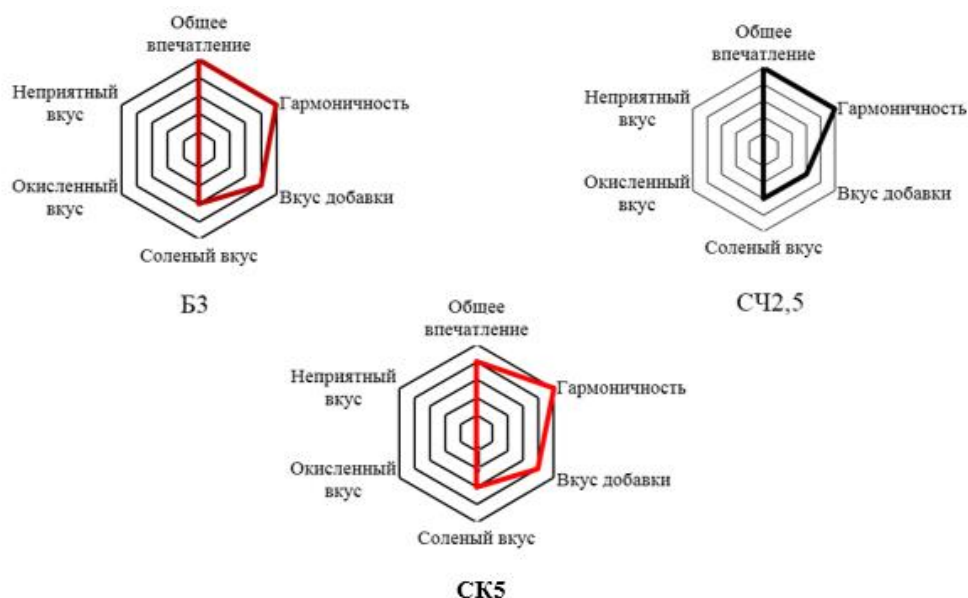 Общее
впечатление
Неприятный
вкус
Гармоничность
Окисленный
вкус
Вкус добавки
Соленый вкус
Б3
Общее
впечатление
Неприятный
вкус
Гармоничность
Окисленный
вкус
Вкус добавки
Соленый вкус
СЧ2,5
Общее
впечатление
Неприятный
вкус
Гармоничность
Окисленный
вкус
Вкус добавки
Соленый вкус
СК5